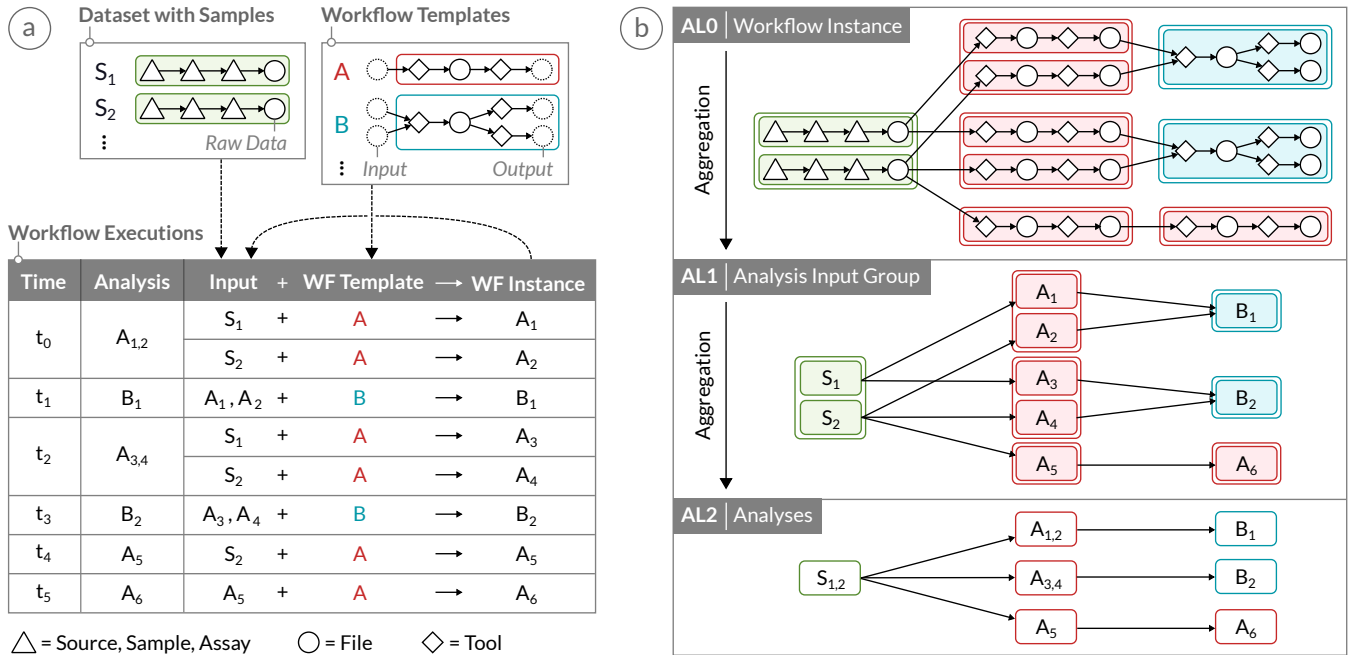 a
Dataset with Samples
S1
S2
⋮
Raw Data
Workflow Templates
A
B
⋮
Input
Output
Workflow Executions
Time Analysis Input + WF Template → WF Instance
t0 A1,2 S1 + A → A1
S2 + A → A2
t1 B1 A1 , A2 + B → B1
t2 A3,4 S1 + A → A3
S2 + A → A4
t3 B2 A3 , A4 + B → B2
t4 A5 S2 + A → A5
t5 A6 A5 + A → A6
= Source, Sample, Assay = File = Tool
b
AL0 | Workflow Instance
Aggregation
AL1 | Analysis Input Group
A1
B1
A2
S1
A3
B2
S2
A4
A5
A6
Aggregation
AL2 | Analyses
A1,2
B1
S1,2
A3,4
B2
A5
A6